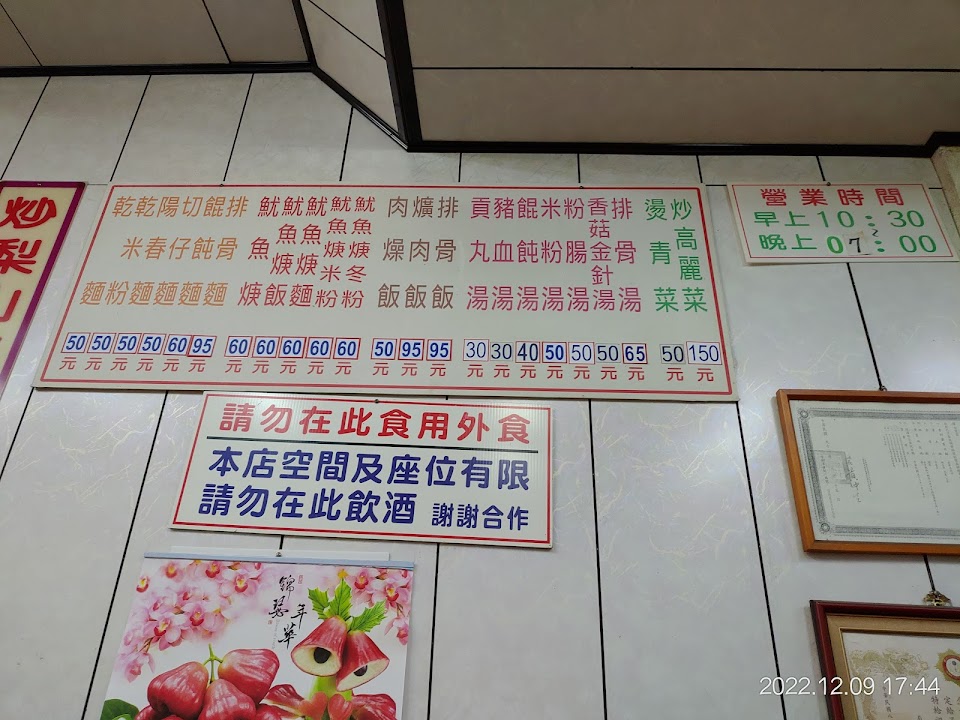 炒梨山
乾麵 50元
乾米粉 50元
陽春麵 50元
切仔麵 50元
餛飩麵 60元
排骨麵 95元
魷魚焿 60元
魷魚焿飯 60元
魷魚焿麵 60元
魷魚焿米粉 60元
魷魚焿冬粉 60元
肉燥飯 50元
爌肉飯 95元
排骨飯 95元
貢丸湯 30元
豬血湯 30元
餛飩湯 40元
米粉湯 50元
粉腸湯 50元
香菇金針湯 50元
排骨湯 65元
燙青菜 50元
炒高麗菜 150元
營業時間
早上10:30
晚上07:00
請勿在此食用外食
本店空間及座位有限
請勿在此飲酒 謝謝合作
錦瑟年華
2022.12.09 17:44